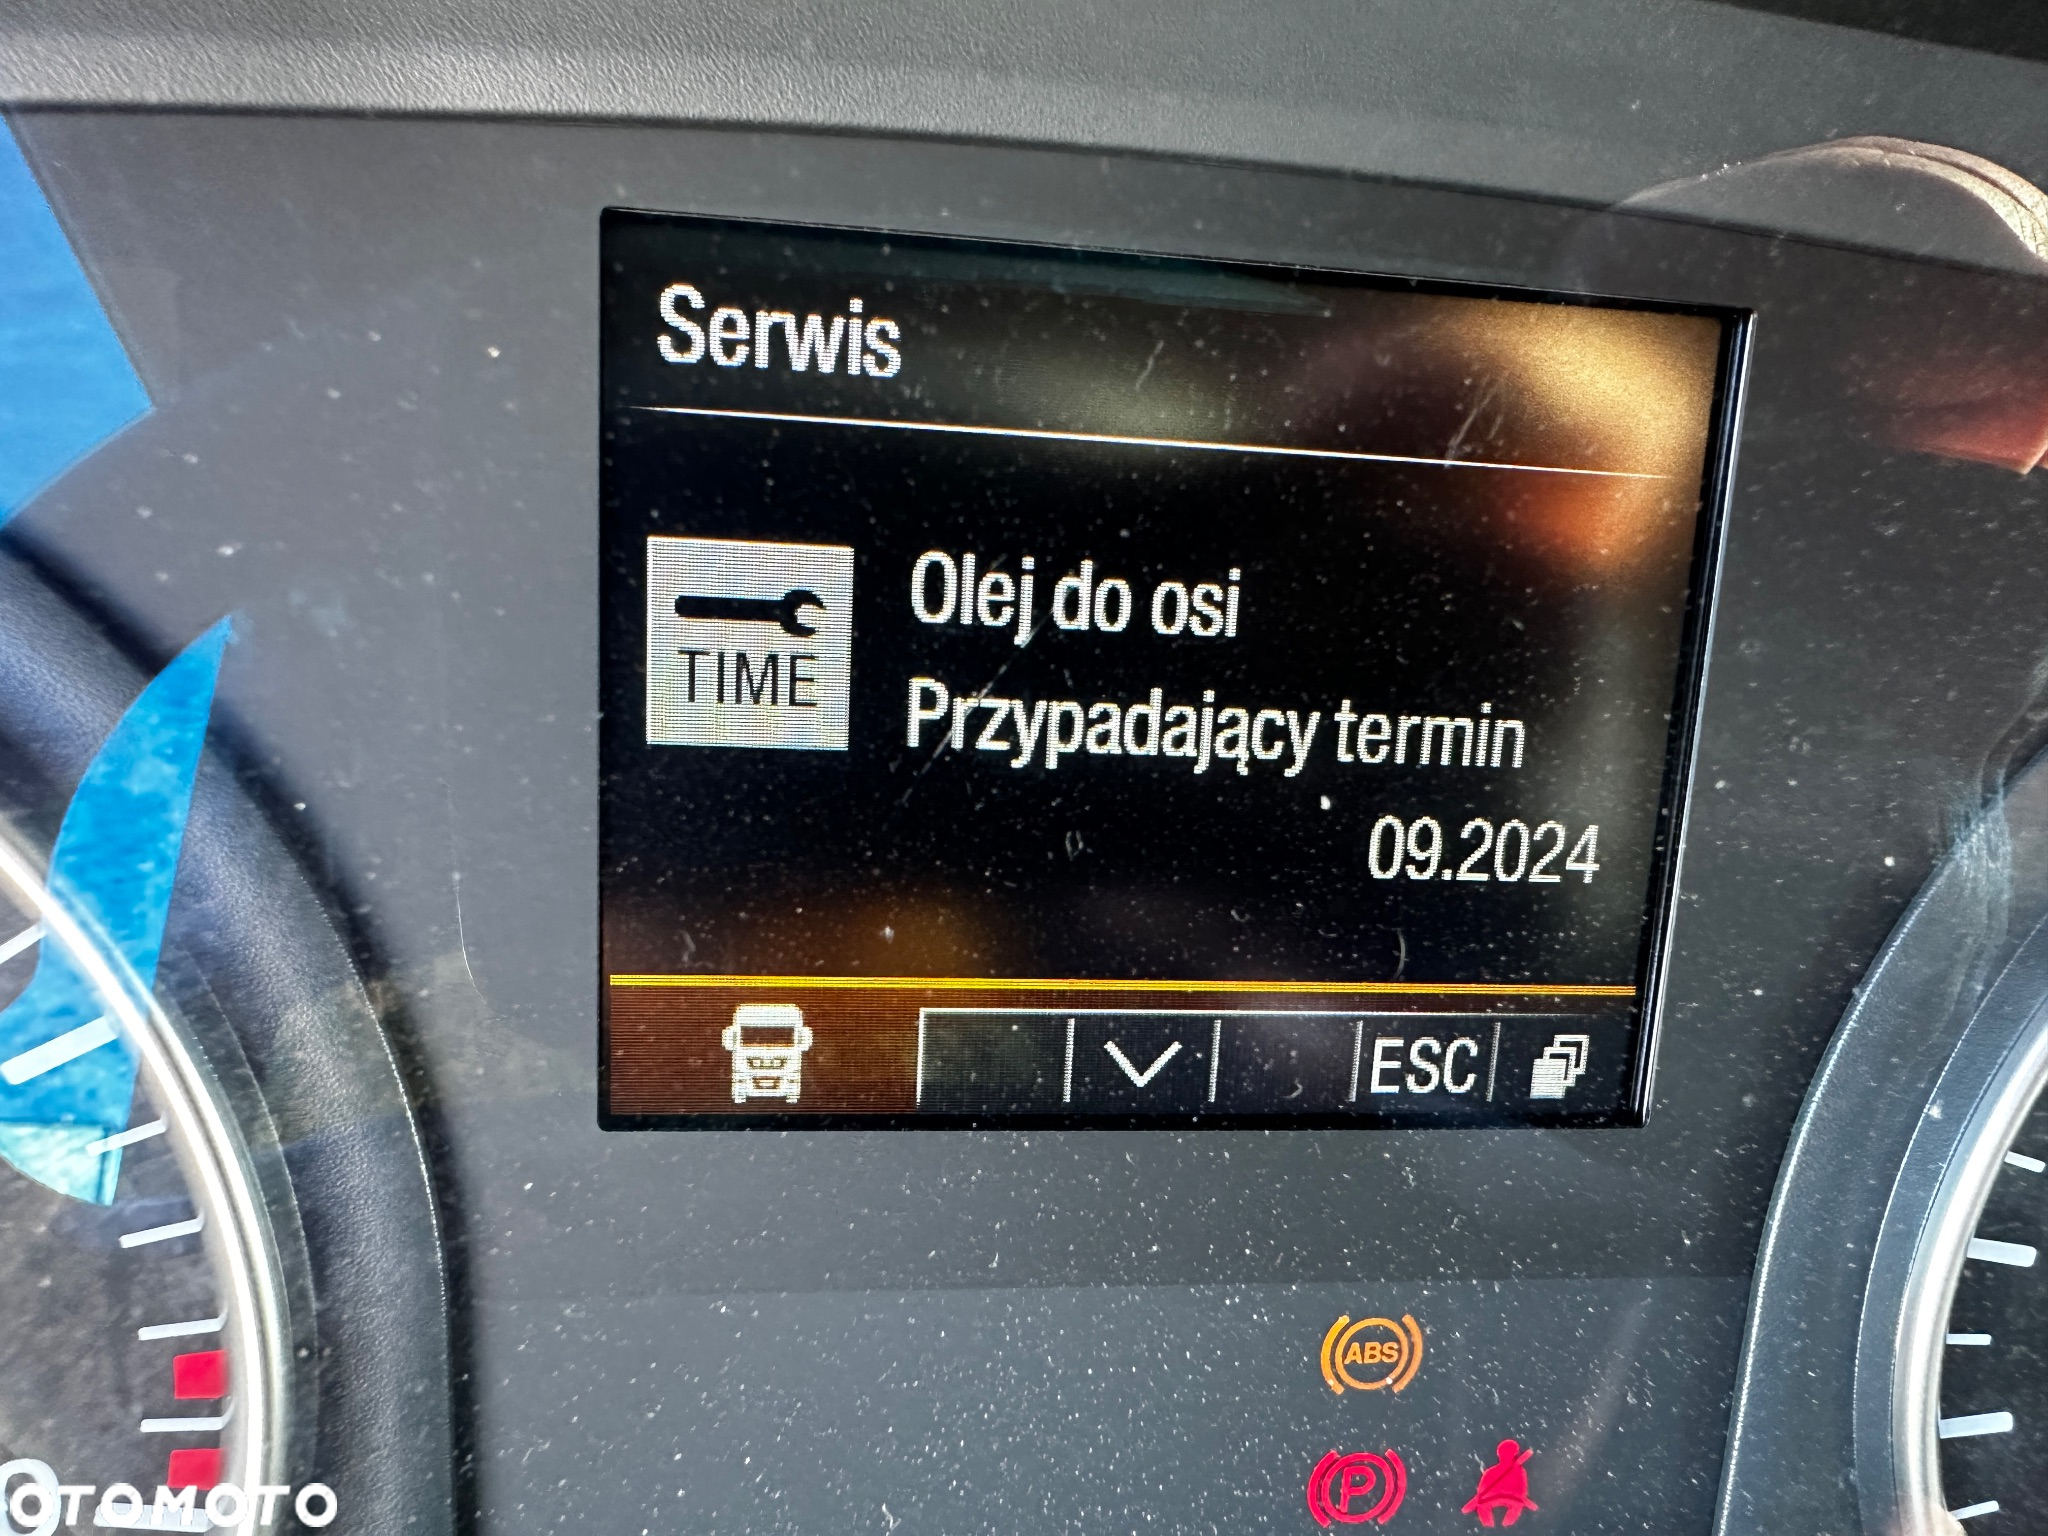 Serwis
TIME
Olej do osi
Przypadający termin
09.2024
ESC
ABS
P
OTOMOTO